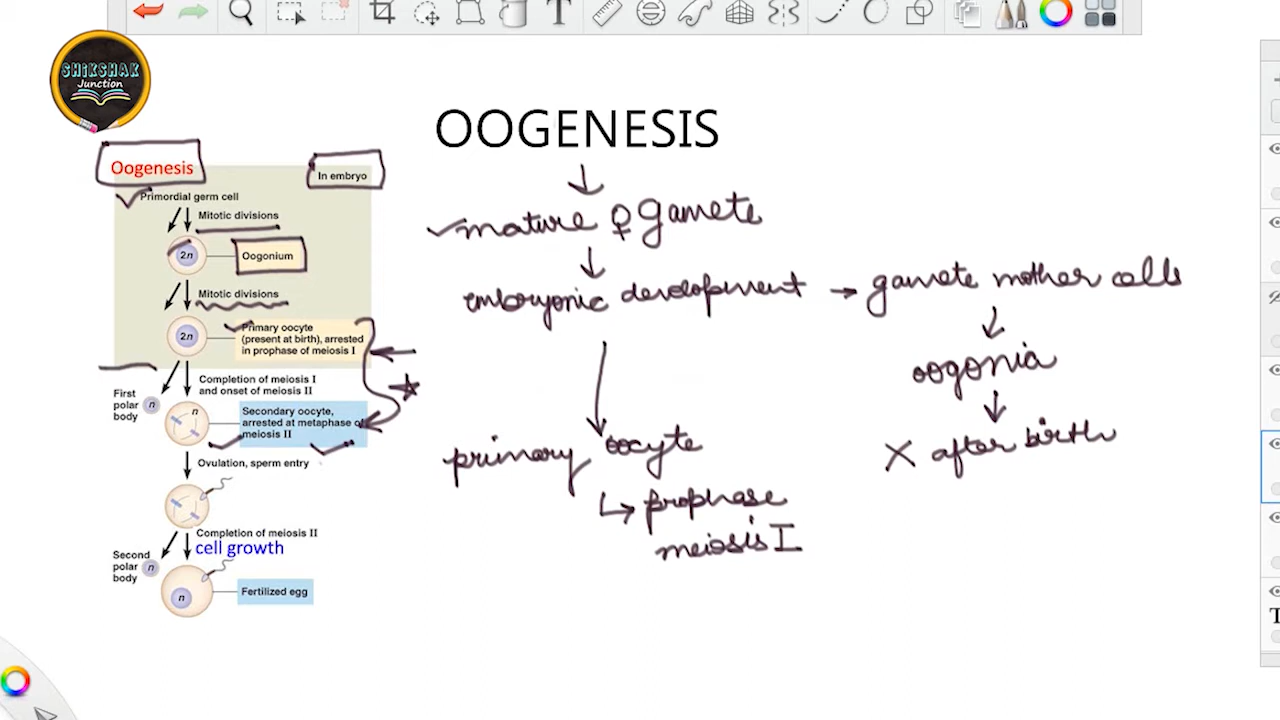 SHiKSHAK
Junction
OOGENESIS
Oogenesis
In embryo
Primordial germ cell
Mitotic divisions
2n
Oogonium
Mitotic divisions
2n
Primary oocyte
(present at birth), arrested
in prophase of meiosis I
Completion of meiosis I
and onset of meiosis II
First
polar
body
n
n
Secondary oocyte,
arrested at metaphase of
meiosis II
Ovulation, sperm entry
Completion of meiosis II
cell growth
Second
polar
body
n
n
Fertilized egg
mature ♀ gamete
embryonic development → gamete mother cells
oogonia
X after birth
primary oocyte
prophase
meiosis I
T